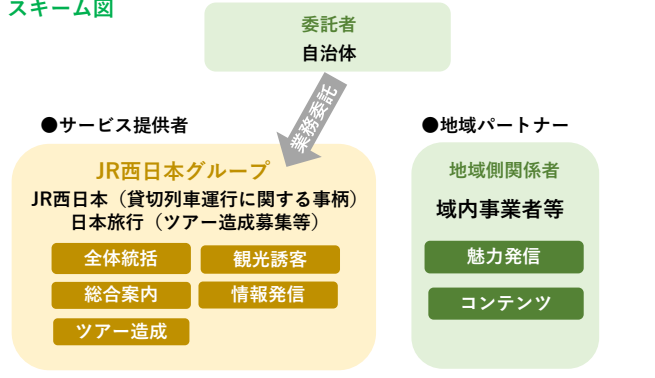 スキーム図
委託者
自治体
業務委託
●サービス提供者
JR西日本グループ
JR西日本（貸切列車運行に関する事柄）
日本旅行（ツアー造成募集等）
全体統括
観光誘客
総合案内
情報発信
ツアー造成
●地域パートナー
地域側関係者
域内事業者等
魅力発信
コンテンツ